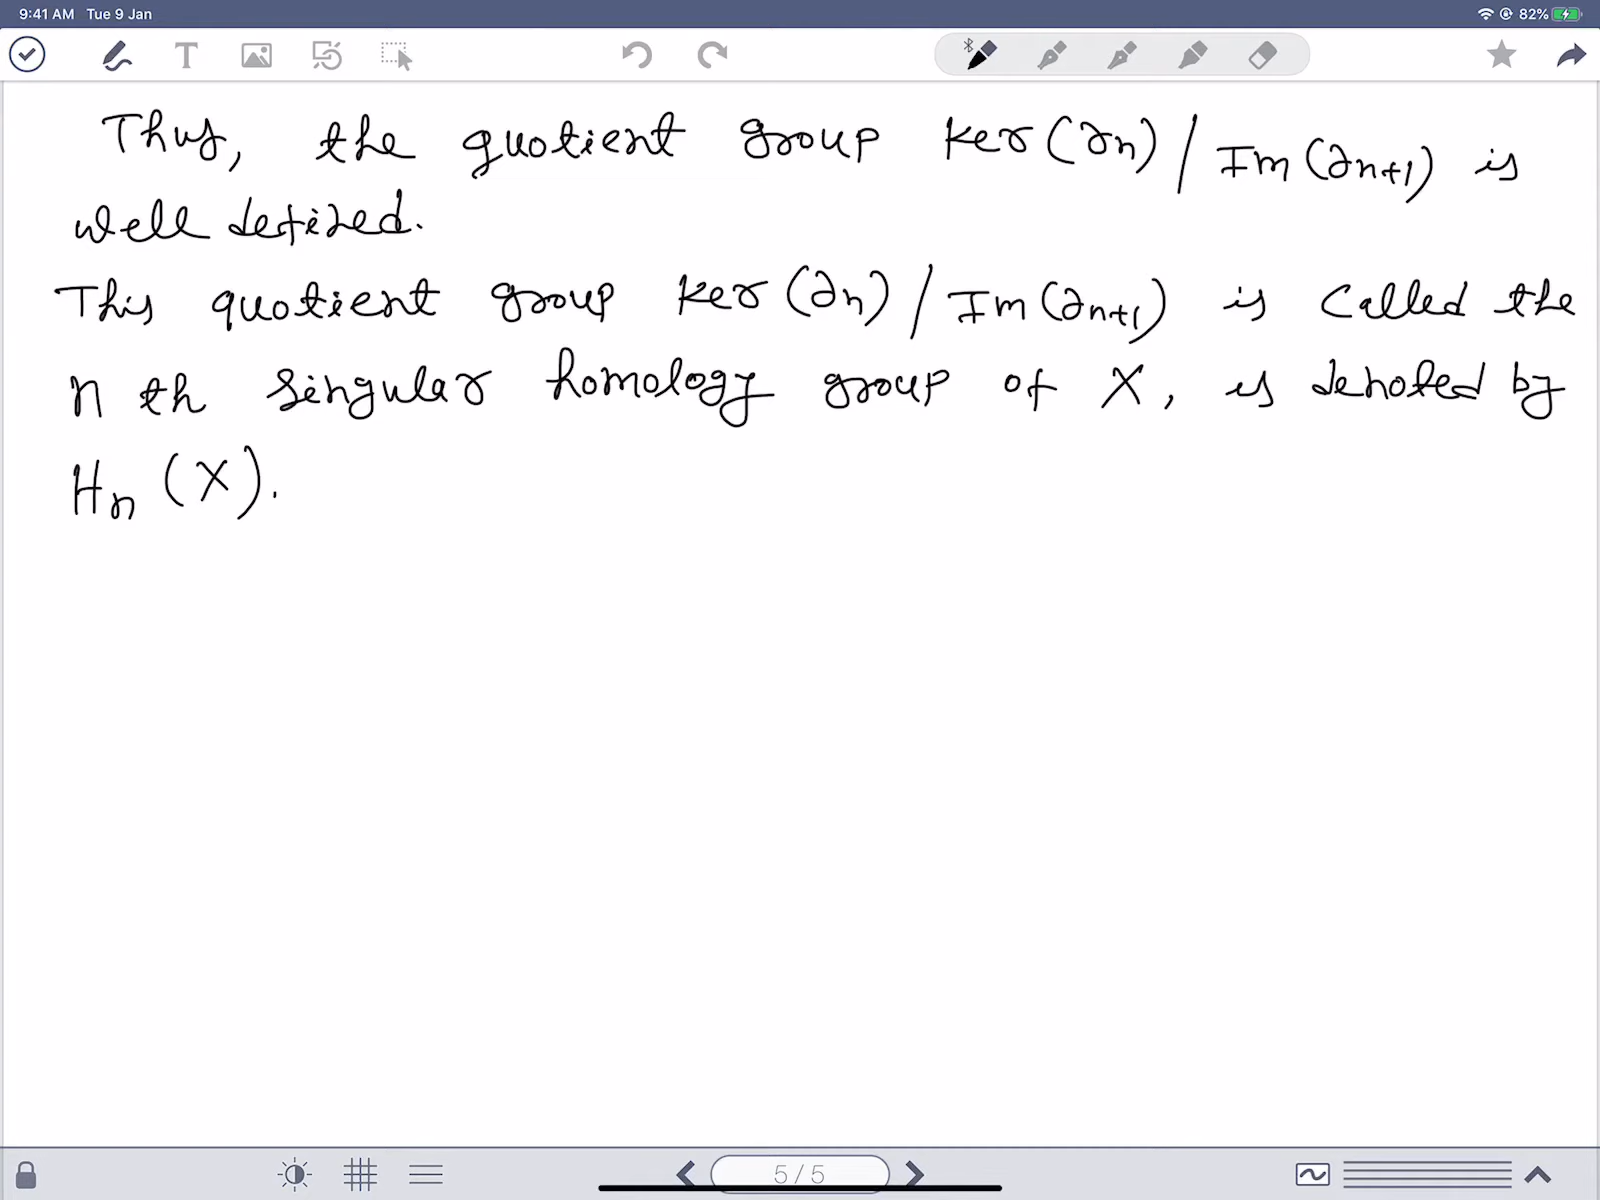 9:41 AM Tue 9 Jan 82%
T
Thus, the quotient group Ker(∂n) / Im(∂n+1) is
well defined.
This quotient group Ker(∂n) / Im(∂n+1) is called the
n th singular homology group of X, is denoted by
Hn (X).
5 / 5